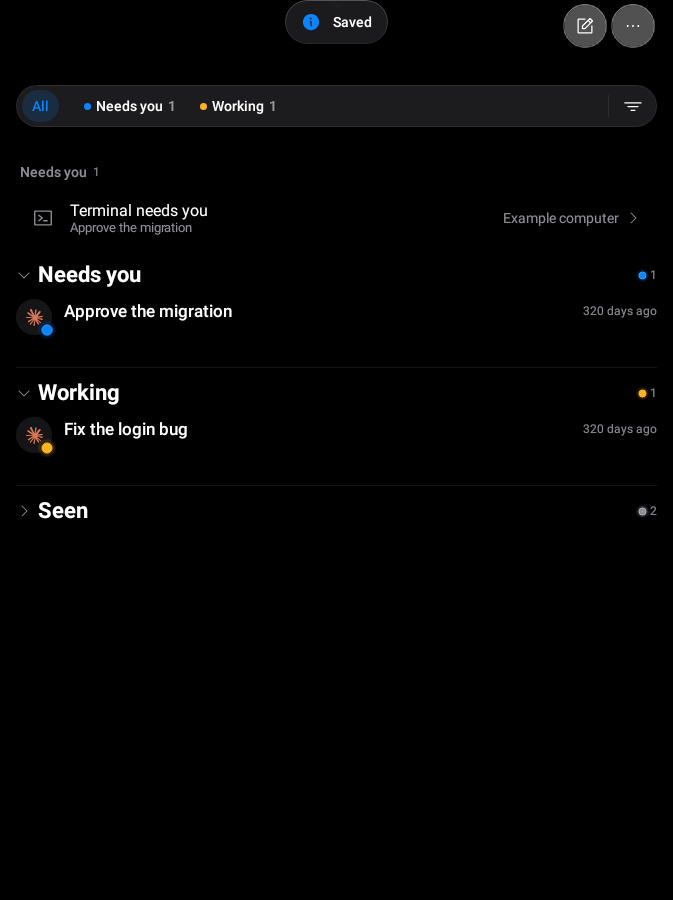 Saved
All
Needs you 1
Working 1
Needs you 1
Terminal needs you
Approve the migration
Example computer
Needs you
1
Approve the migration
320 days ago
Working
1
Fix the login bug
320 days ago
Seen
2